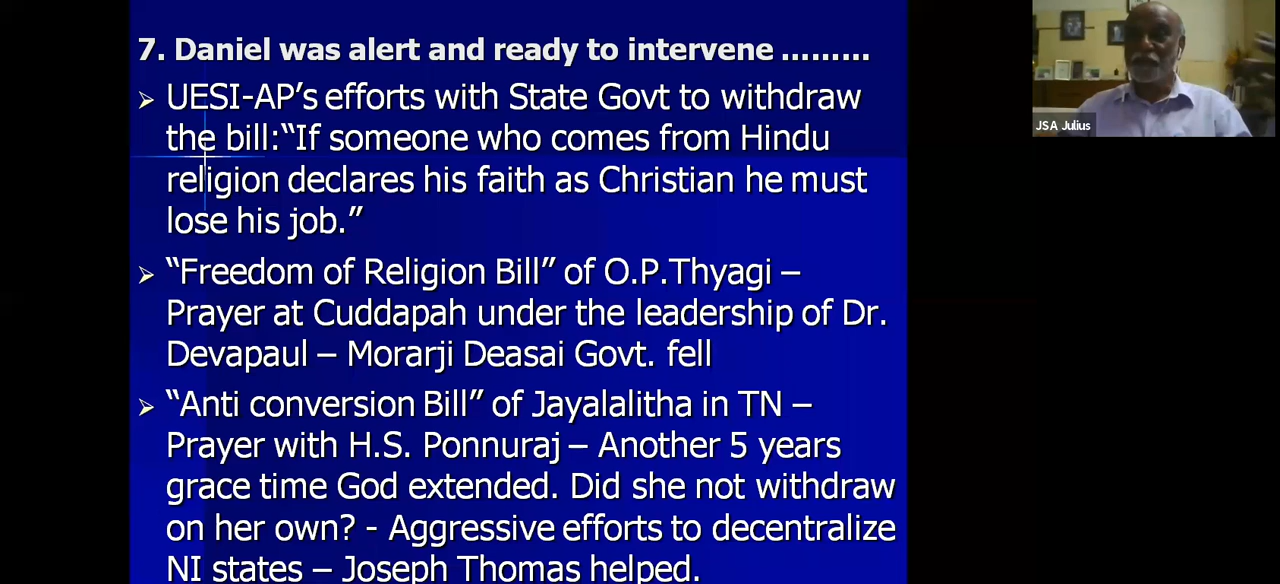 7. Daniel was alert and ready to intervene .........
➢ UESI-AP's efforts with State Govt to withdraw
the bill:“If someone who comes from Hindu
religion declares his faith as Christian he must
lose his job.”
➢ “Freedom of Religion Bill” of O.P.Thyagi –
Prayer at Cuddapah under the leadership of Dr.
Devapaul – Morarji Deasai Govt. fell
➢ “Anti conversion Bill” of Jayalalitha in TN –
Prayer with H.S. Ponnuraj – Another 5 years
grace time God extended. Did she not withdraw
on her own? - Aggressive efforts to decentralize
NI states – Joseph Thomas helped.
JSA Julius